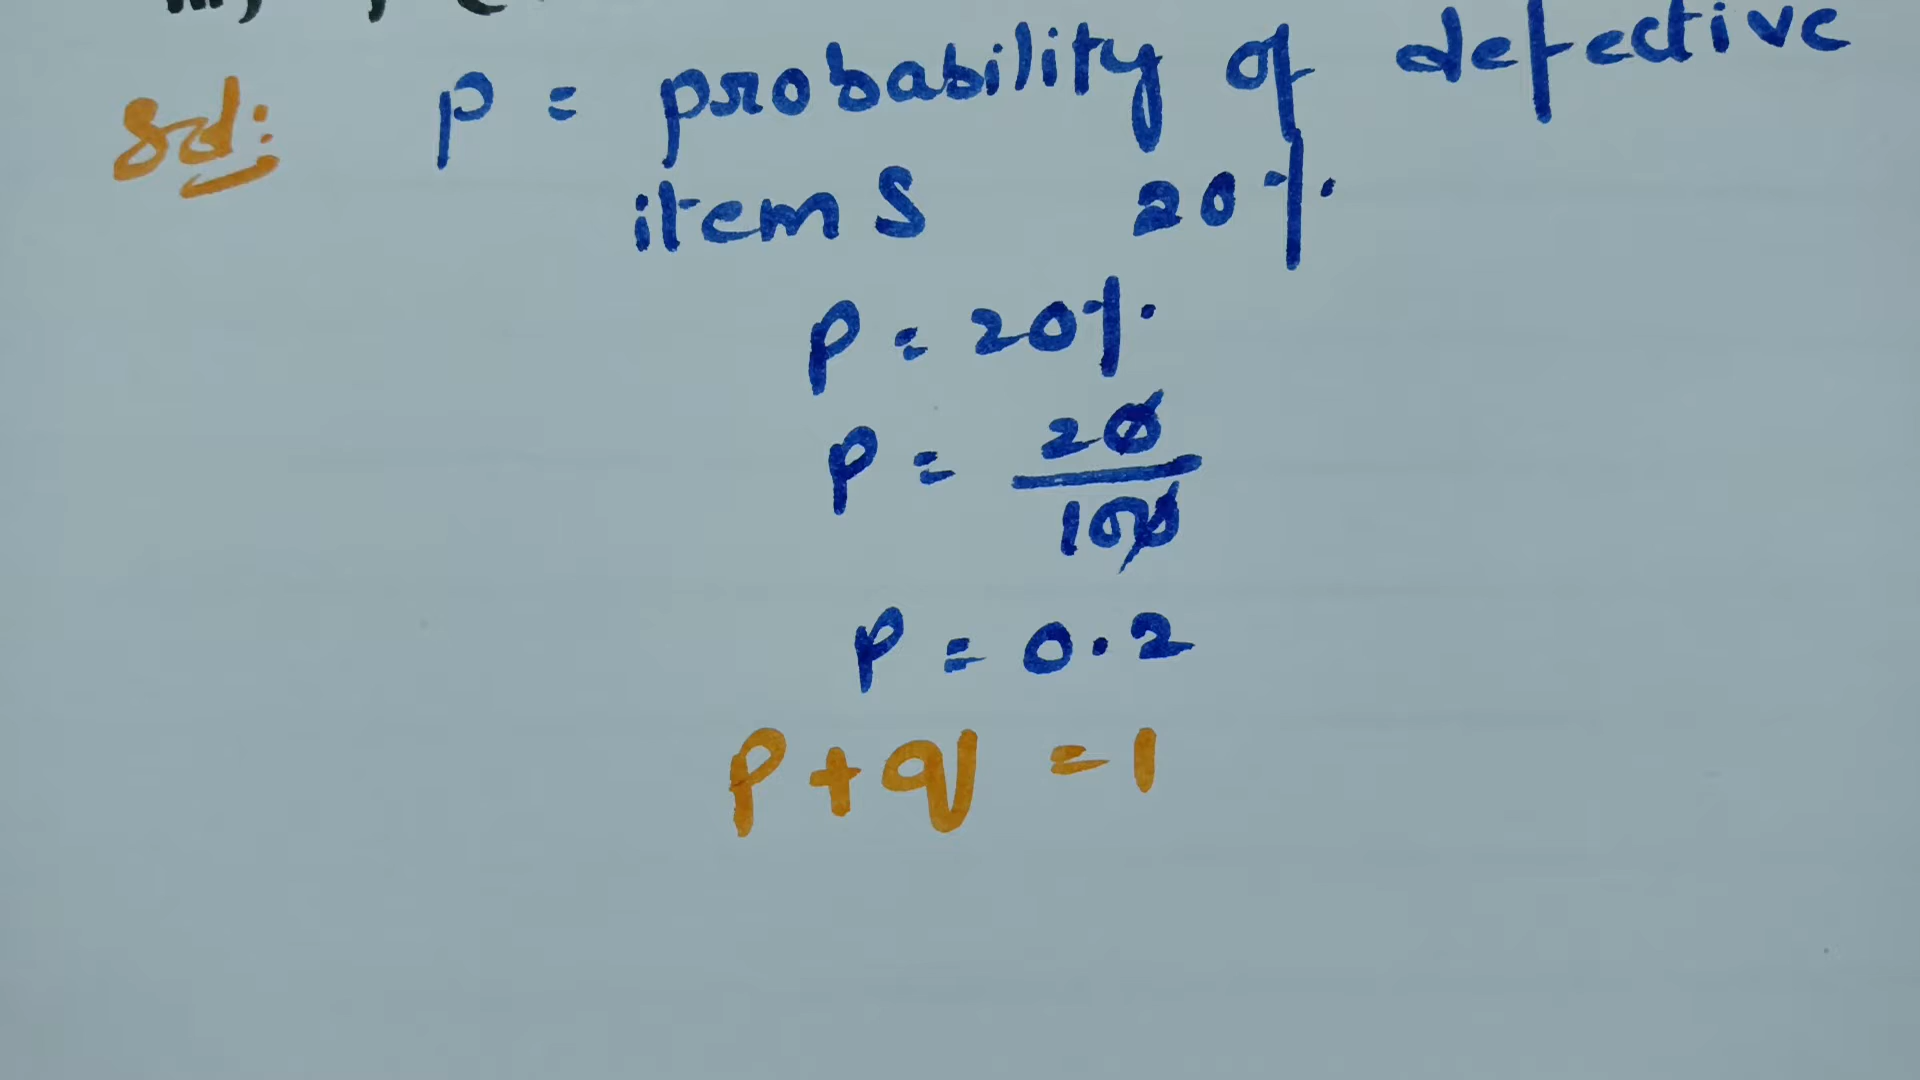 Sol:
p = probability of defective
items 20%
p = 20%
p = 20/100
p = 0.2
p + q = 1